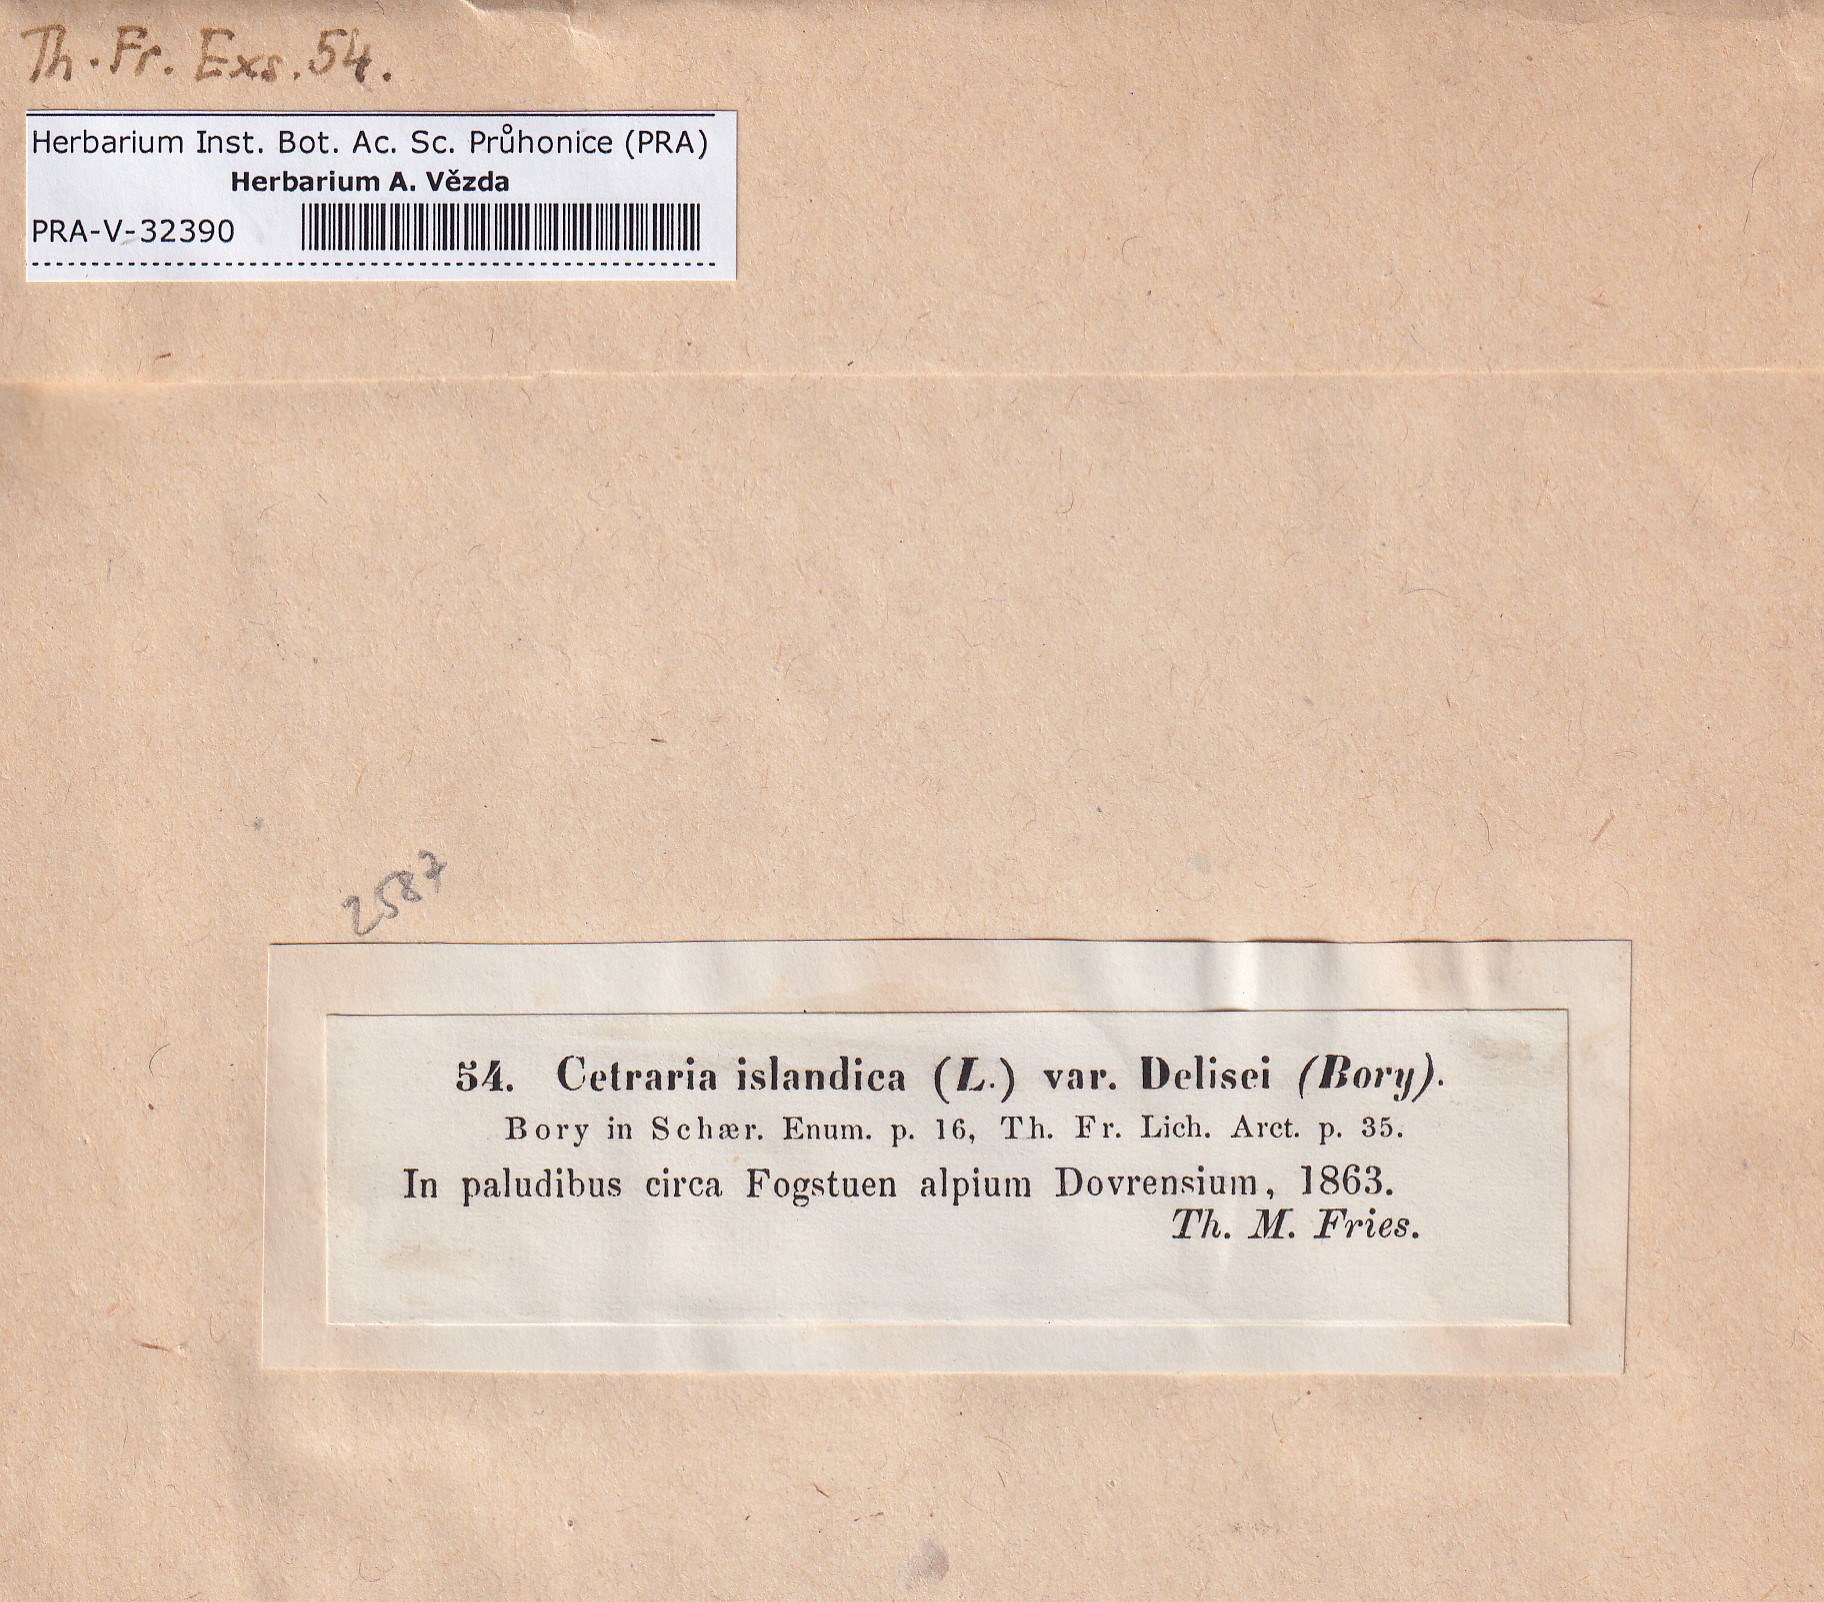 Th. Fr. Exs. 54.
Herbarium Inst. Bot. Ac. Sc. Průhonice (PRA)
Herbarium A. Vězda
PRA-V-32390
2587
54. Cetraria islandica (L.) var. Delisei (Bory).
Bory in Schær. Enum. p. 16, Th. Fr. Lich. Arct. p. 35.
In paludibus circa Fogstuen alpium Dovrensium, 1863.
Th. M. Fries.